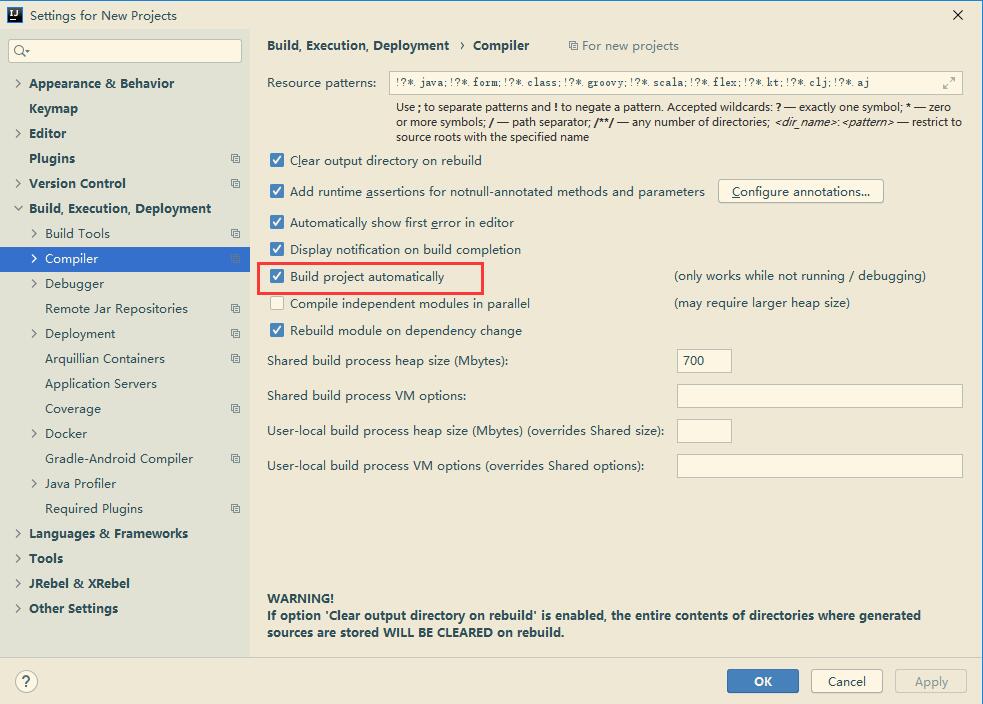 Settings for New Projects
Appearance & Behavior
Keymap
Editor
Plugins
Version Control
Build, Execution, Deployment
Build Tools
Compiler
Debugger
Remote Jar Repositories
Deployment
Arquillian Containers
Application Servers
Coverage
Docker
Gradle-Android Compiler
Java Profiler
Required Plugins
Languages & Frameworks
Tools
JRebel & XRebel
Other Settings
Build, Execution, Deployment › Compiler For new projects
Resource patterns: !?*.java;!?*.form;!?*.class;!?*.groovy;!?*.scala;!?*.flex;!?*.kt;!?*.clj;!?*.aj
Use ; to separate patterns and ! to negate a pattern. Accepted wildcards: ? — exactly one symbol; * — zero
or more symbols; / — path separator; /**/ — any number of directories; <dir_name>:<pattern> — restrict to
source roots with the specified name
Clear output directory on rebuild
Add runtime assertions for notnull-annotated methods and parameters Configure annotations...
Automatically show first error in editor
Display notification on build completion
Build project automatically (only works while not running / debugging)
Compile independent modules in parallel (may require larger heap size)
Rebuild module on dependency change
Shared build process heap size (Mbytes): 700
Shared build process VM options:
User-local build process heap size (Mbytes) (overrides Shared size):
User-local build process VM options (overrides Shared options):
WARNING!
If option 'Clear output directory on rebuild' is enabled, the entire contents of directories where generated
sources are stored WILL BE CLEARED on rebuild.
? OK Cancel Apply